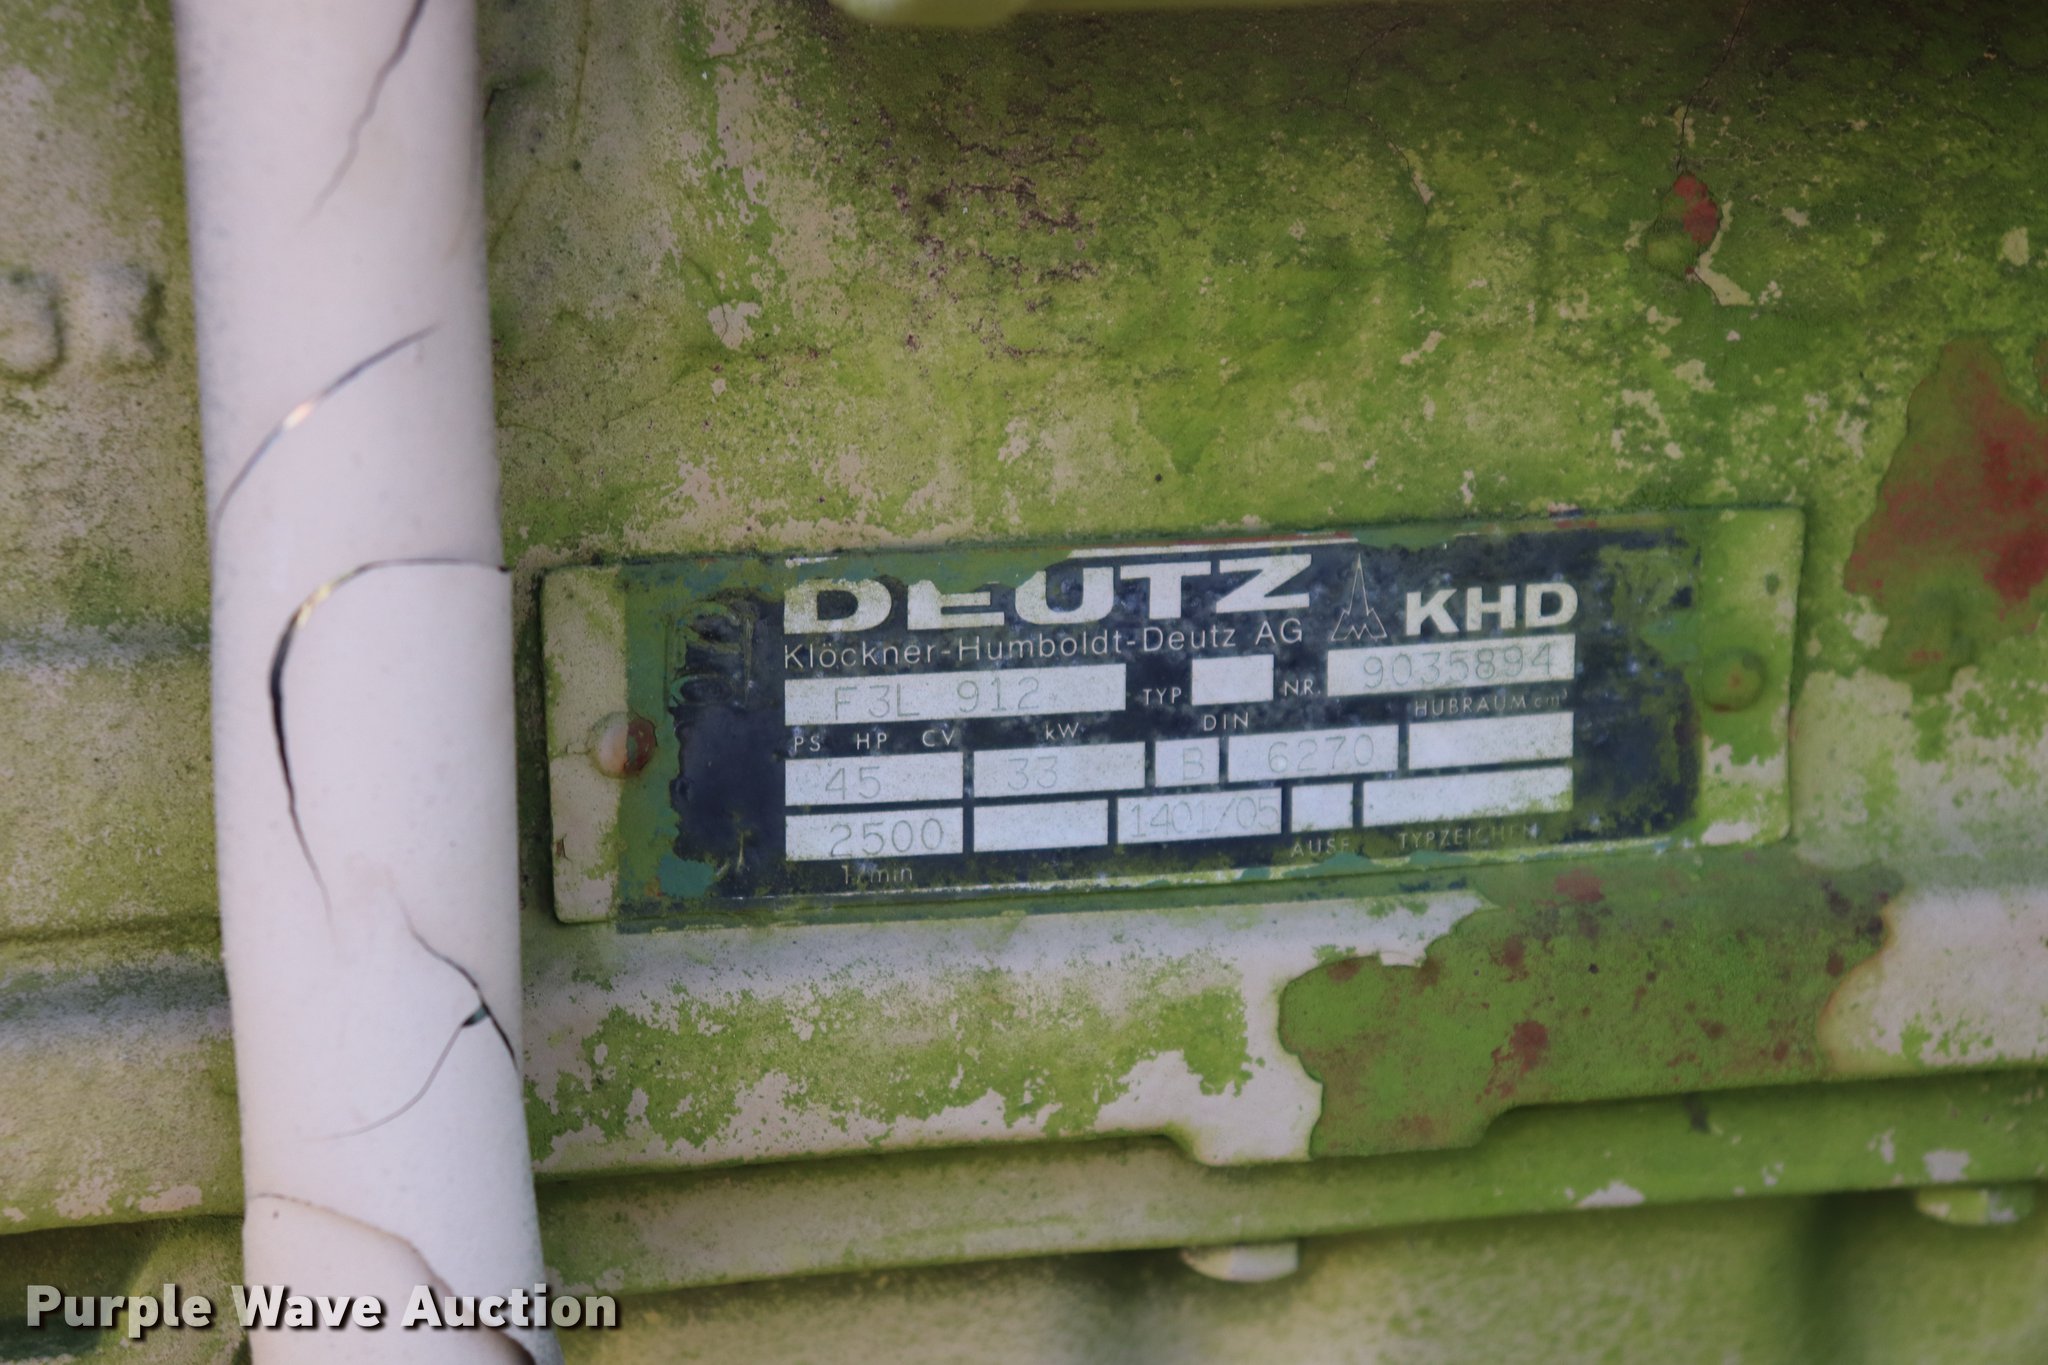 DEUTZ KHD
Klöckner-Humboldt-Deutz AG
F3L 912 TYP NR. 9035894
PS HP CV kW DIN HUBRAUM cm³
45 33 B 6270
2500 1401/05
1/min AUSF. TYPZEICHEN
Purple Wave Auction